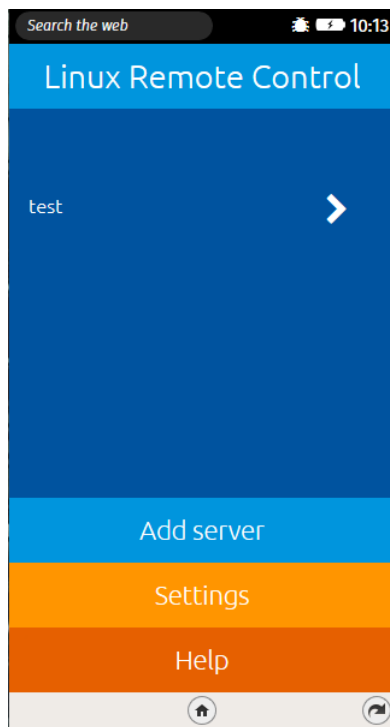 Search the web
10:13
Linux Remote Control
test
Add server
Settings
Help